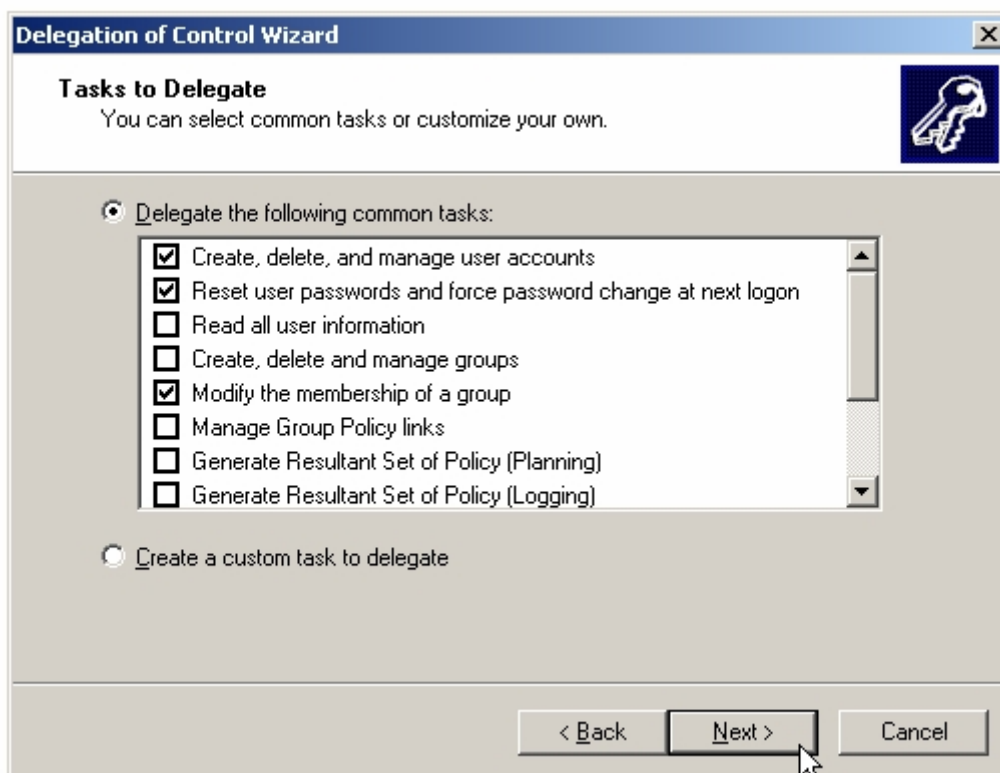 Delegation of Control Wizard
Tasks to Delegate
You can select common tasks or customize your own.
Delegate the following common tasks:
Create, delete, and manage user accounts
Reset user passwords and force password change at next logon
Read all user information
Create, delete and manage groups
Modify the membership of a group
Manage Group Policy links
Generate Resultant Set of Policy (Planning)
Generate Resultant Set of Policy (Logging)
Create a custom task to delegate
< Back Next > Cancel